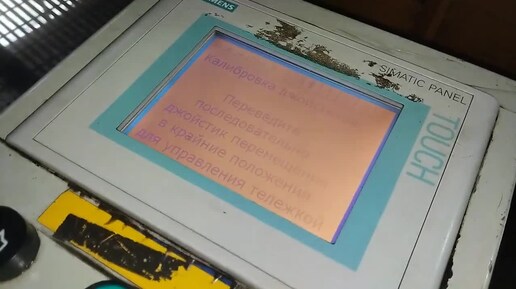 SIEMENS
SIMATIC PANEL
TOUCH
Калибровка
Переведите
последовательно
джойстик перемещения
в крайние положения
для управления тележкой